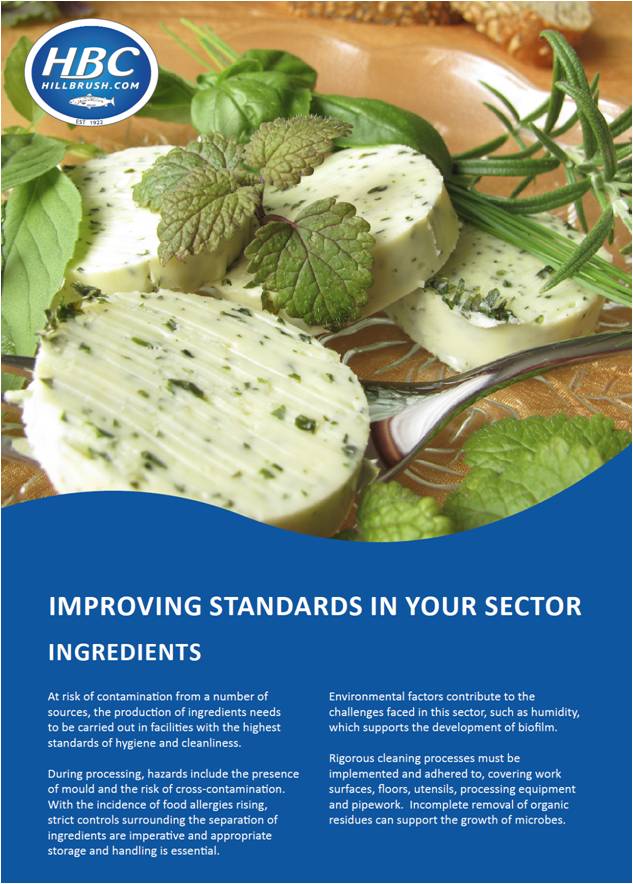 HBC
HILLBRUSH.COM
EST 1922
IMPROVING STANDARDS IN YOUR SECTOR
INGREDIENTS
At risk of contamination from a number of
sources, the production of ingredients needs
to be carried out in facilities with the highest
standards of hygiene and cleanliness.
During processing, hazards include the presence
of mould and the risk of cross-contamination.
With the incidence of food allergies rising,
strict controls surrounding the separation of
ingredients are imperative and appropriate
storage and handling is essential.
Environmental factors contribute to the
challenges faced in this sector, such as humidity,
which supports the development of biofilm.
Rigorous cleaning processes must be
implemented and adhered to, covering work
surfaces, floors, utensils, processing equipment
and pipework.  Incomplete removal of organic
residues can support the growth of microbes.